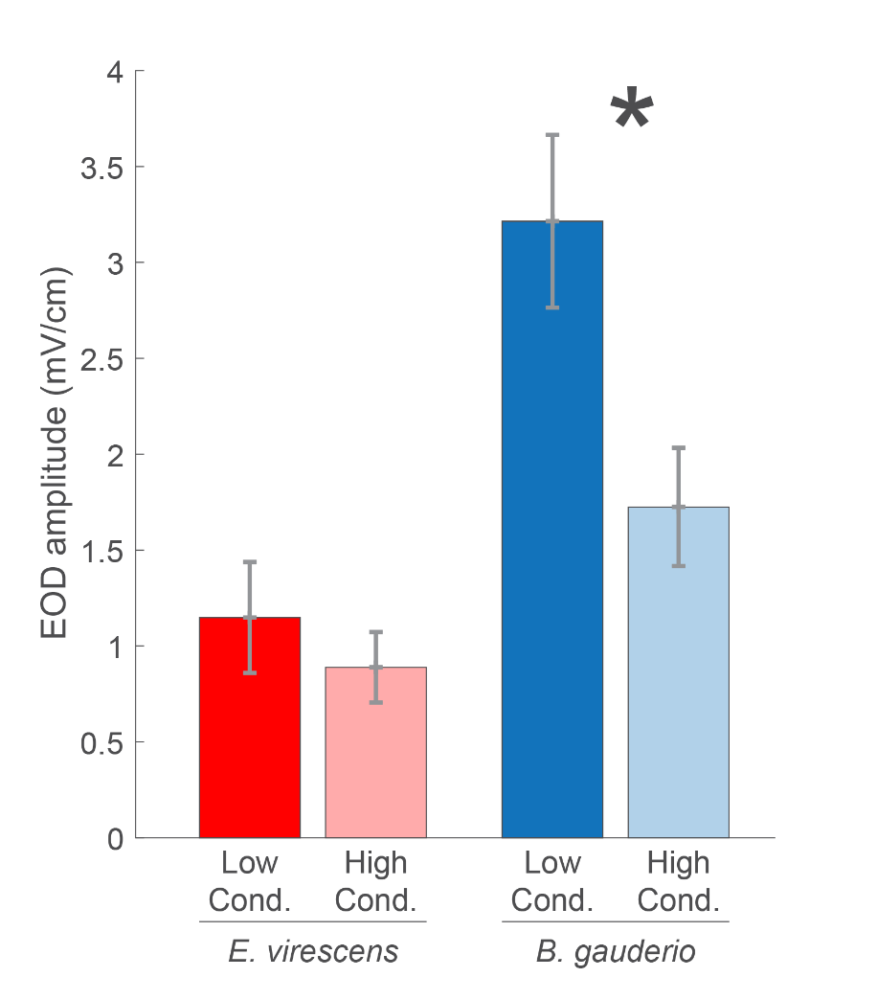 4
3.5
3
2.5
2
1.5
1
0.5
0
EOD amplitude (mV/cm)
*
Low Cond.
High Cond.
Low Cond.
High Cond.
E. virescens
B. gauderio